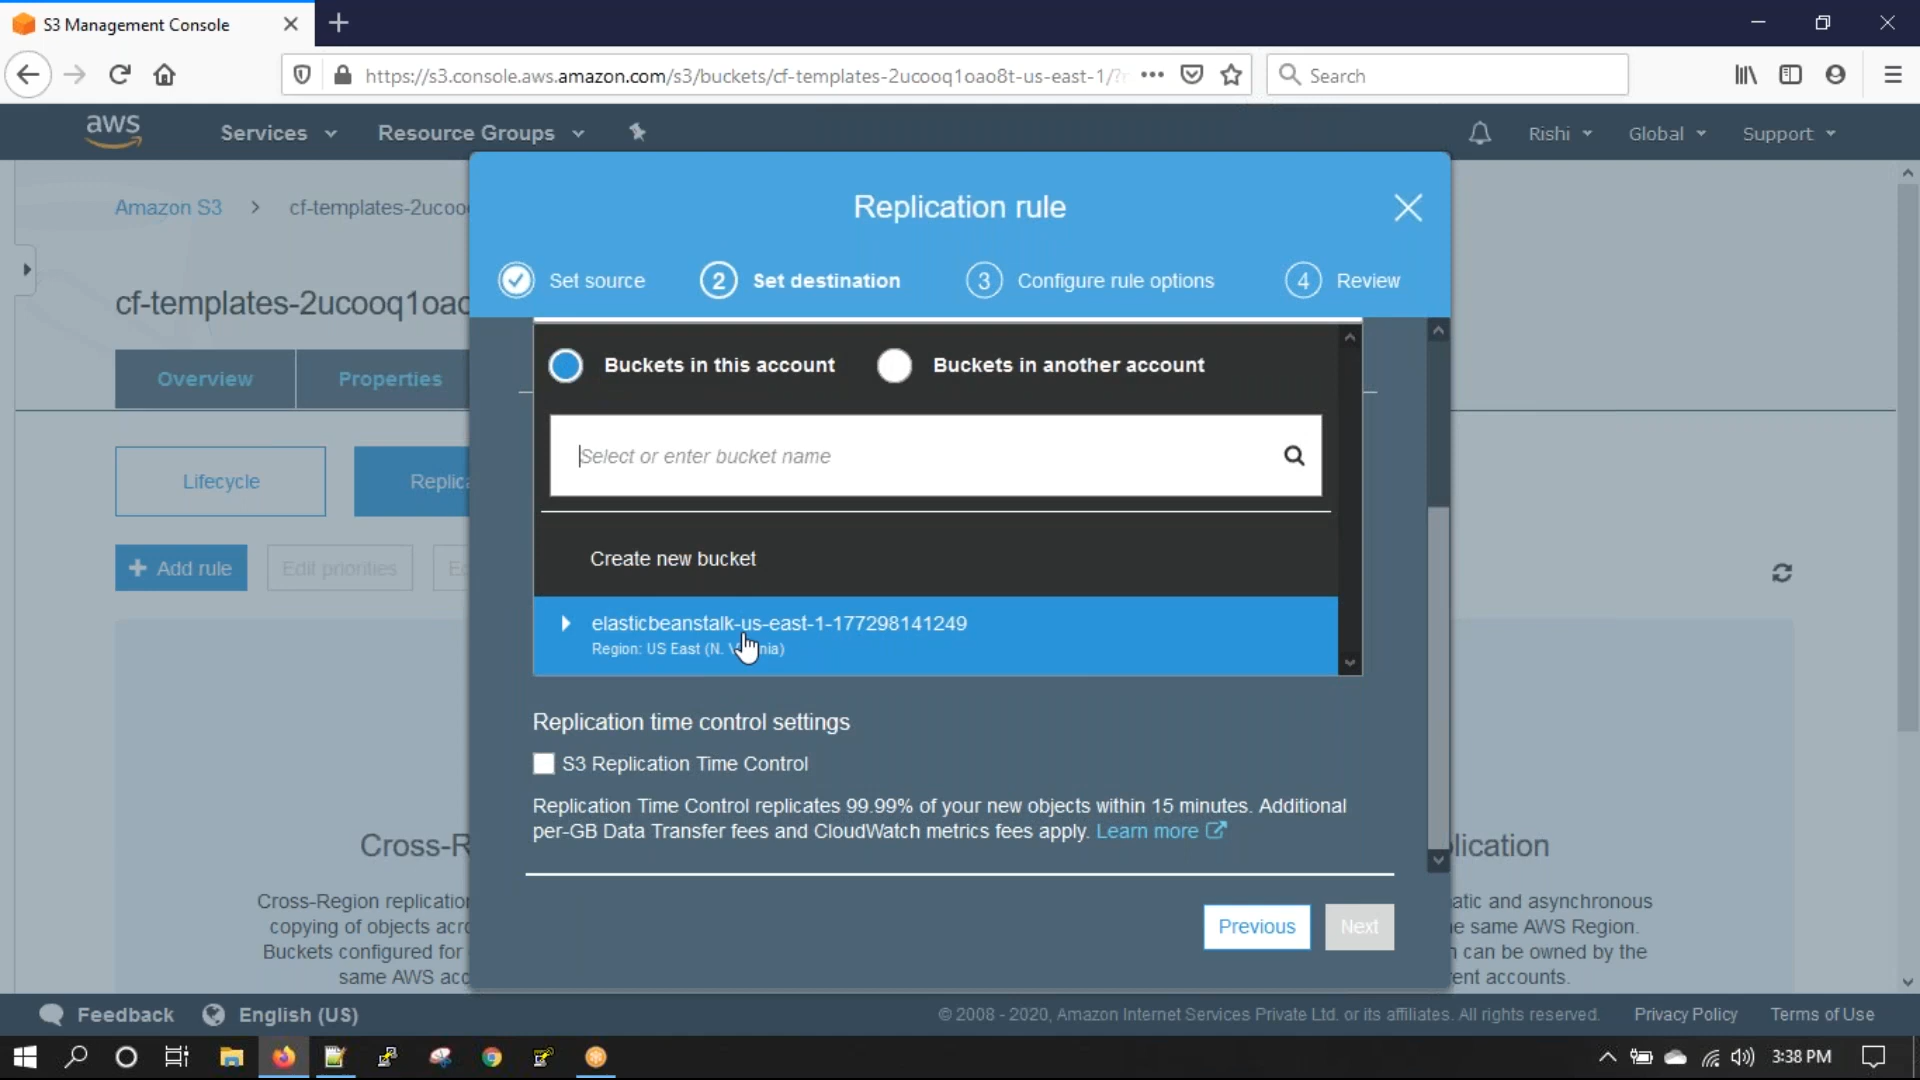 S3 Management Console
https://s3.console.aws.amazon.com/s3/buckets/cf-templates-2ucooq1oao8t-us-east-1/?
Search
aws
Services
Resource Groups
Rishi
Global
Support
Amazon S3 > cf-templates-2ucoo
Replication rule
Set source
2 Set destination
3 Configure rule options
4 Review
cf-templates-2ucooq1oac
Overview
Properties
Buckets in this account
Buckets in another account
Select or enter bucket name
Lifecycle
Replica
Create new bucket
+ Add rule
Edit priorities
elasticbeanstalk-us-east-1-177298141249
Region: US East (N. nia)
Replication time control settings
S3 Replication Time Control
Replication Time Control replicates 99.99% of your new objects within 15 minutes. Additional
per-GB Data Transfer fees and CloudWatch metrics fees apply. Learn more
Cross-R
lication
Cross-Region replication
copying of objects acro
Buckets configured for
same AWS acc
atic and asynchronous
e same AWS Region.
can be owned by the
ent accounts.
Previous
Next
Feedback
English (US)
© 2008 - 2020, Amazon Internet Services Private Ltd. or its affiliates. All rights reserved.
Privacy Policy
Terms of Use
3:38 PM